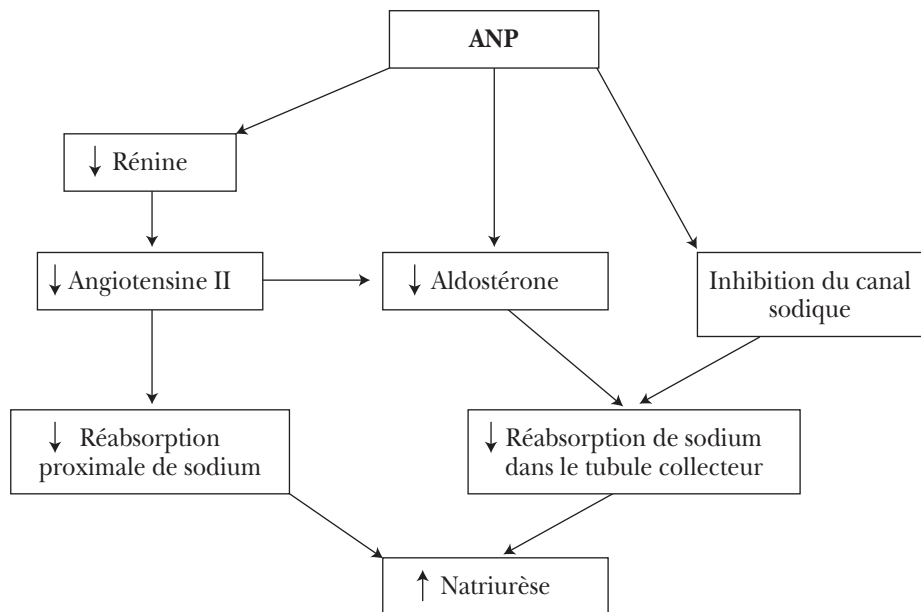 ANP
↓ Rénine
↓ Angiotensine II
↓ Aldostérone
Inhibition du canal
sodique
↓ Réabsorption
proximale de sodium
↓ Réabsorption de sodium
dans le tubule collecteur
↑ Natriurèse